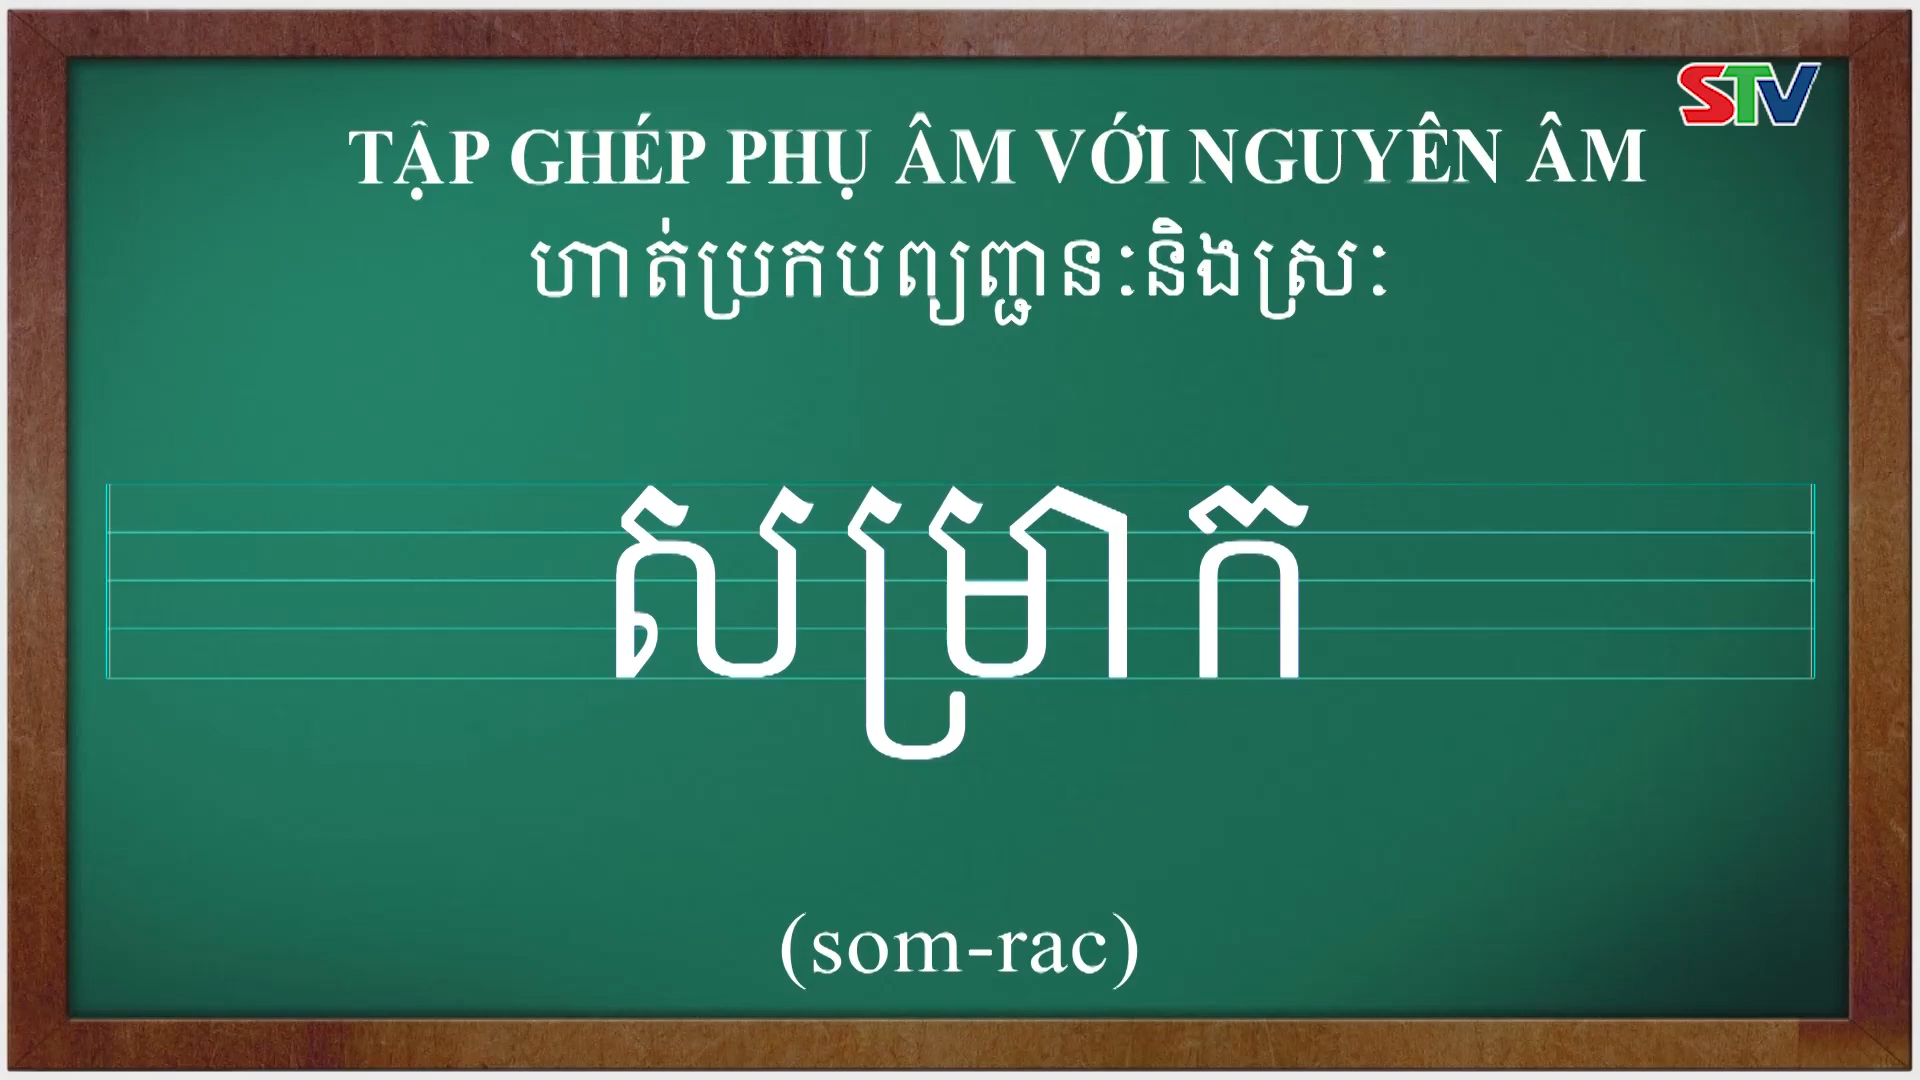 STV
TẬP GHÉP PHỤ ÂM VỚI NGUYÊN ÂM
ហាត់ប្រកបព្យញ្ជនៈនិងស្រៈ
សម្រាក
(som-rac)